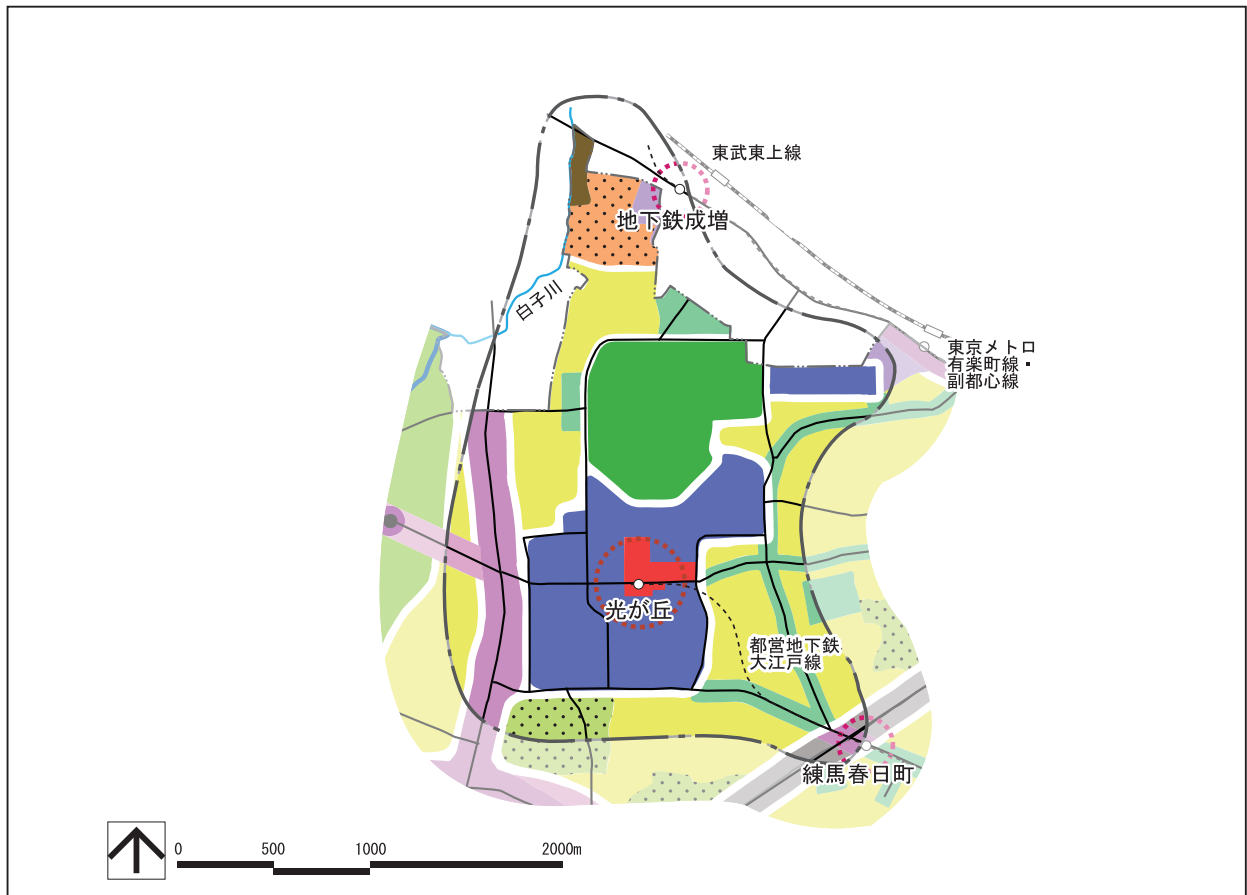 東武東上線
地下鉄成増
白子川
東京メトロ
有楽町線・
副都心線
光が丘
都営地下鉄
大江戸線
練馬春日町
0 500 1000 2000m